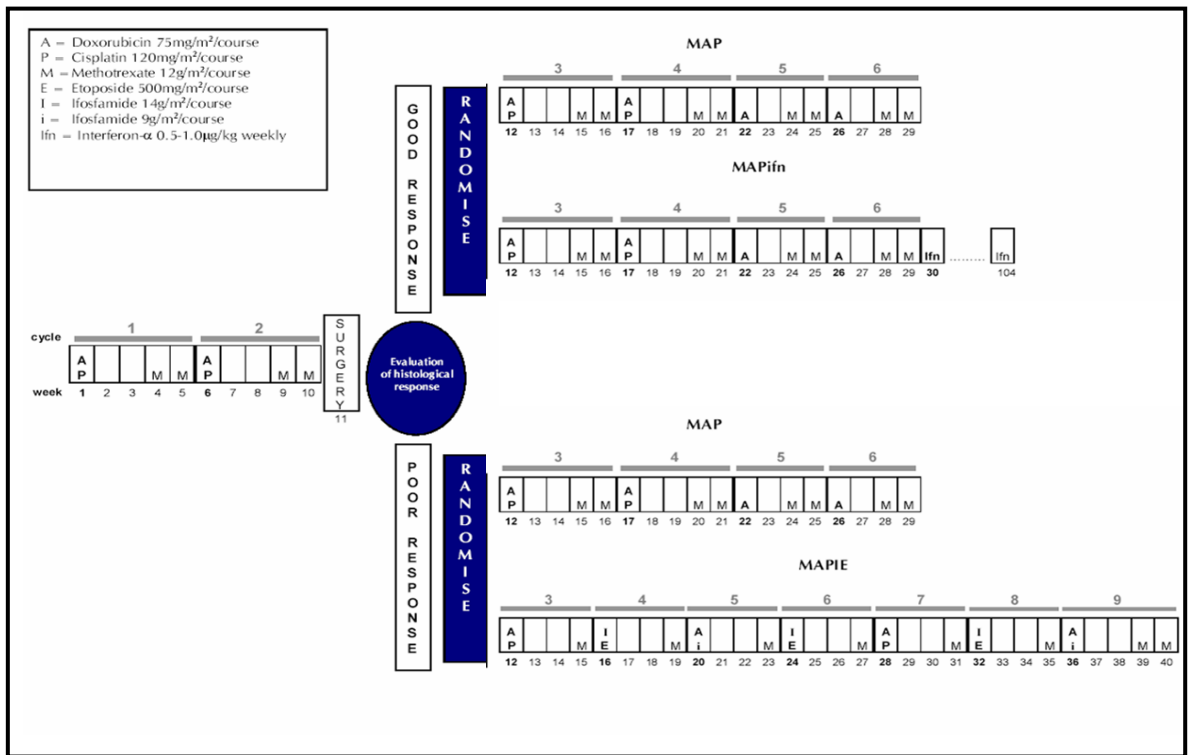 A = Doxorubicin 75mg/m²/course
P = Cisplatin 120mg/m²/course
M = Methotrexate 12g/m²/course
E = Etoposide 500mg/m²/course
I = Ifosfamide 14g/m²/course
i = Ifosfamide 9g/m²/course
Ifn = Interferon-α 0.5-1.0µg/kg weekly
GOOD RESPONSE
RANDOMISE
MAP
3 4 5 6
A A
P M M P M M A M M A M M
12 13 14 15 16 17 18 19 20 21 22 23 24 25 26 27 28 29
MAPifn
3 4 5 6
A A
P M M P M M A M M A M M Ifn ......... Ifn
12 13 14 15 16 17 18 19 20 21 22 23 24 25 26 27 28 29 30 104
cycle 1 2
A A
P M M P M M
week 1 2 3 4 5 6 7 8 9 10
SURGERY
11
Evaluation
of histological
response
POOR RESPONSE
RANDOMISE
MAP
3 4 5 6
A A
P M M P M M A M M A M M
12 13 14 15 16 17 18 19 20 21 22 23 24 25 26 27 28 29
MAPIE
3 4 5 6 7 8 9
A I A I A I A
P M E M i M E M P M E M i M M
12 13 14 15 16 17 18 19 20 21 22 23 24 25 26 27 28 29 30 31 32 33 34 35 36 37 38 39 40